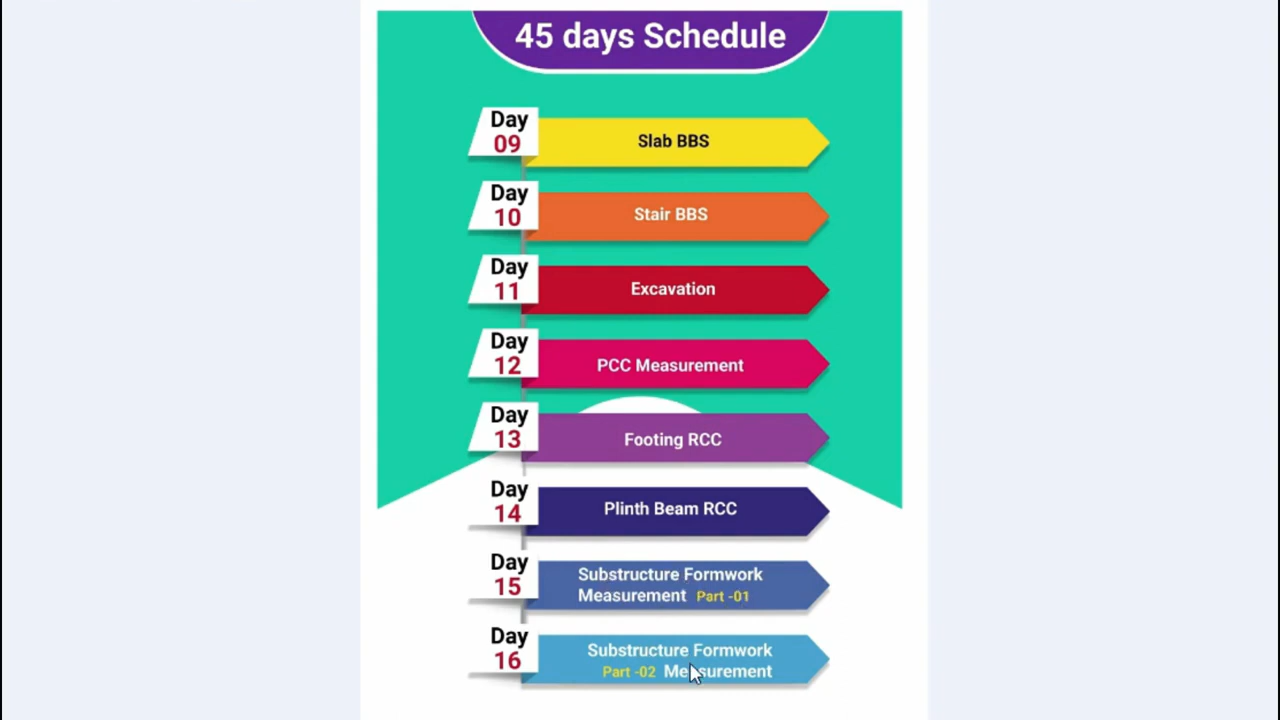 45 days Schedule
Day
09
Slab BBS
Day
10
Stair BBS
Day
11
Excavation
Day
12
PCC Measurement
Day
13
Footing RCC
Day
14
Plinth Beam RCC
Day
15
Substructure Formwork
Measurement Part -01
Day
16
Substructure Formwork
Part -02 Measurement